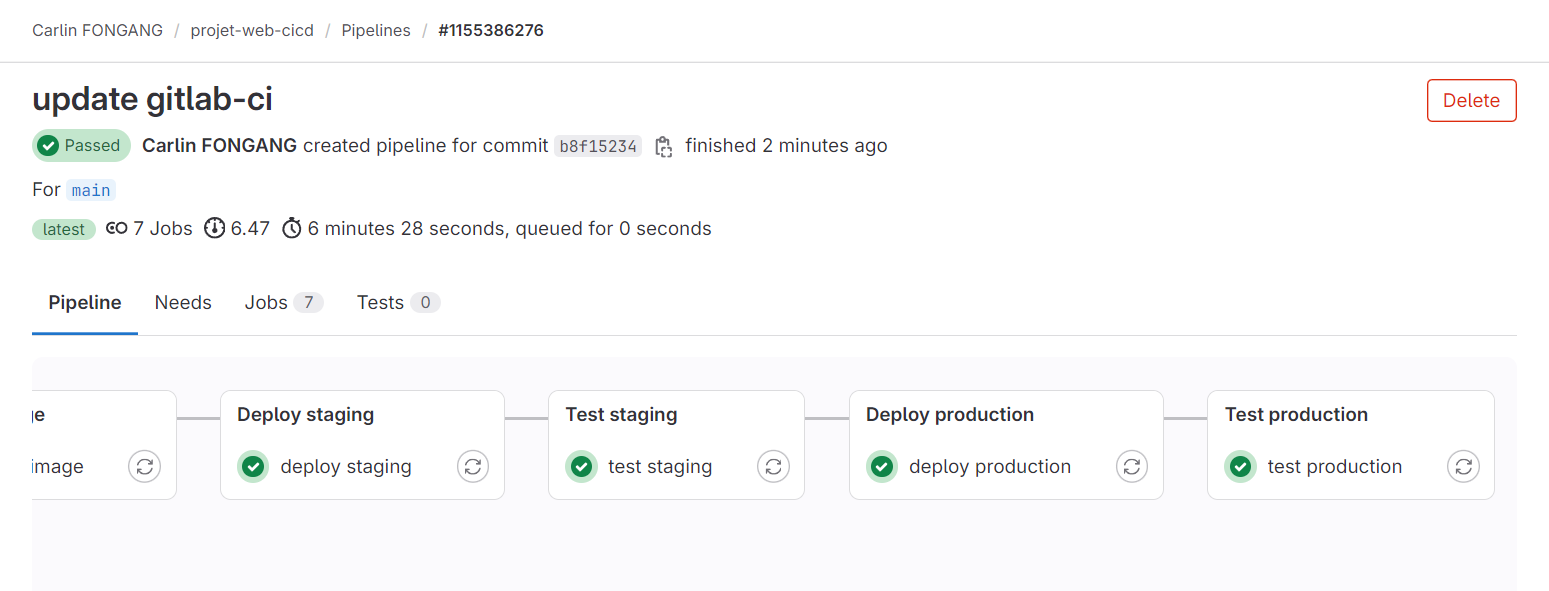 Carlin FONGANG / projet-web-cicd / Pipelines / #1155386276
update gitlab-ci
Delete
Passed Carlin FONGANG created pipeline for commit b8f15234 finished 2 minutes ago
For main
latest 7 Jobs 6.47 6 minutes 28 seconds, queued for 0 seconds
Pipeline Needs Jobs 7 Tests 0
Deploy staging Test staging Deploy production Test production
image deploy staging test staging deploy production test production